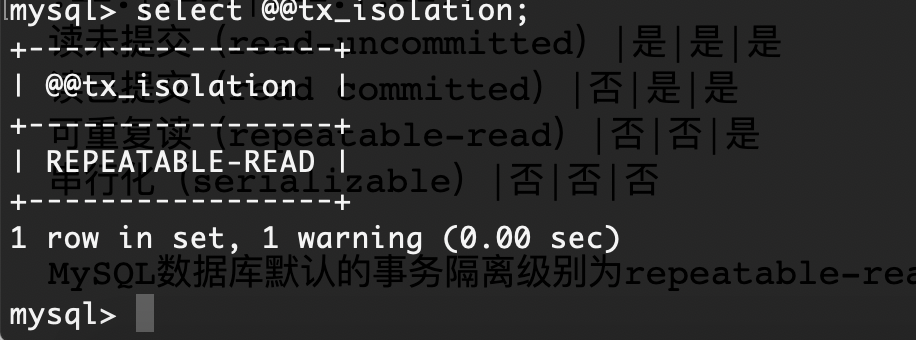 mysql> select @@tx_isolation;
读未提交（read-uncommitted）|是|是|是
+-----------------+
| @@tx_isolation  |
读已提交（read committed）|否|是|是
+-----------------+
可重复读（repeatable-read）|否|否|是
| REPEATABLE-READ |
串行化（serializable）|否|否|否
+-----------------+
1 row in set, 1 warning (0.00 sec)
MySQL数据库默认的事务隔离级别为repeatable-rea
mysql>